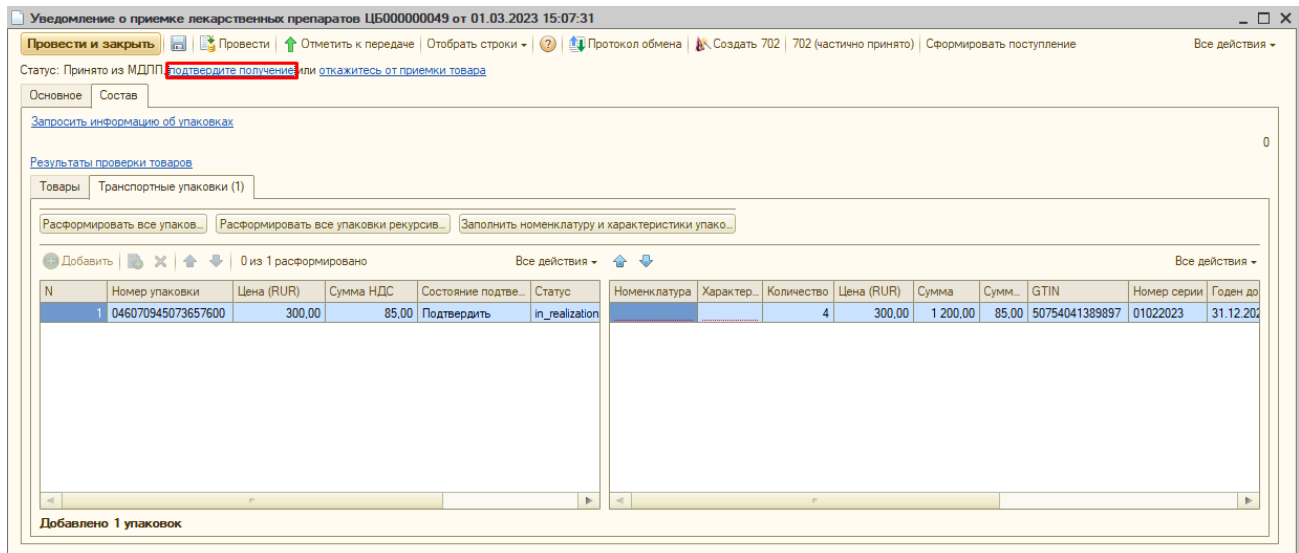 Уведомление о приемке лекарственных препаратов ЦБ000000049 от 01.03.2023 15:07:31
Провести и закрыть Провести Отметить к передаче Отобрать строки Протокол обмена Создать 702 702 (частично принято) Сформировать поступление Все действия
Статус: Принято из МДЛП, подтвердите получение или откажитесь от приемки товара
Основное Состав
Запросить информацию об упаковках
0
Результаты проверки товаров
Товары Транспортные упаковки (1)
Расформировать все упаков... Расформировать все упаковки рекурсив... Заполнить номенклатуру и характеристики упако...
Добавить 0 из 1 расформировано Все действия Все действия
N Номер упаковки Цена (RUR) Сумма НДС Состояние подтве... Статус Номенклатура Характер... Количество Цена (RUR) Сумма Сумм... GTIN Номер серии Годен до
1 046070945073657600 300,00 85,00 Подтвердить in_realization 4 300,00 1 200,00 85,00 50754041389897 01022023 31.12.202
Добавлено 1 упаковок